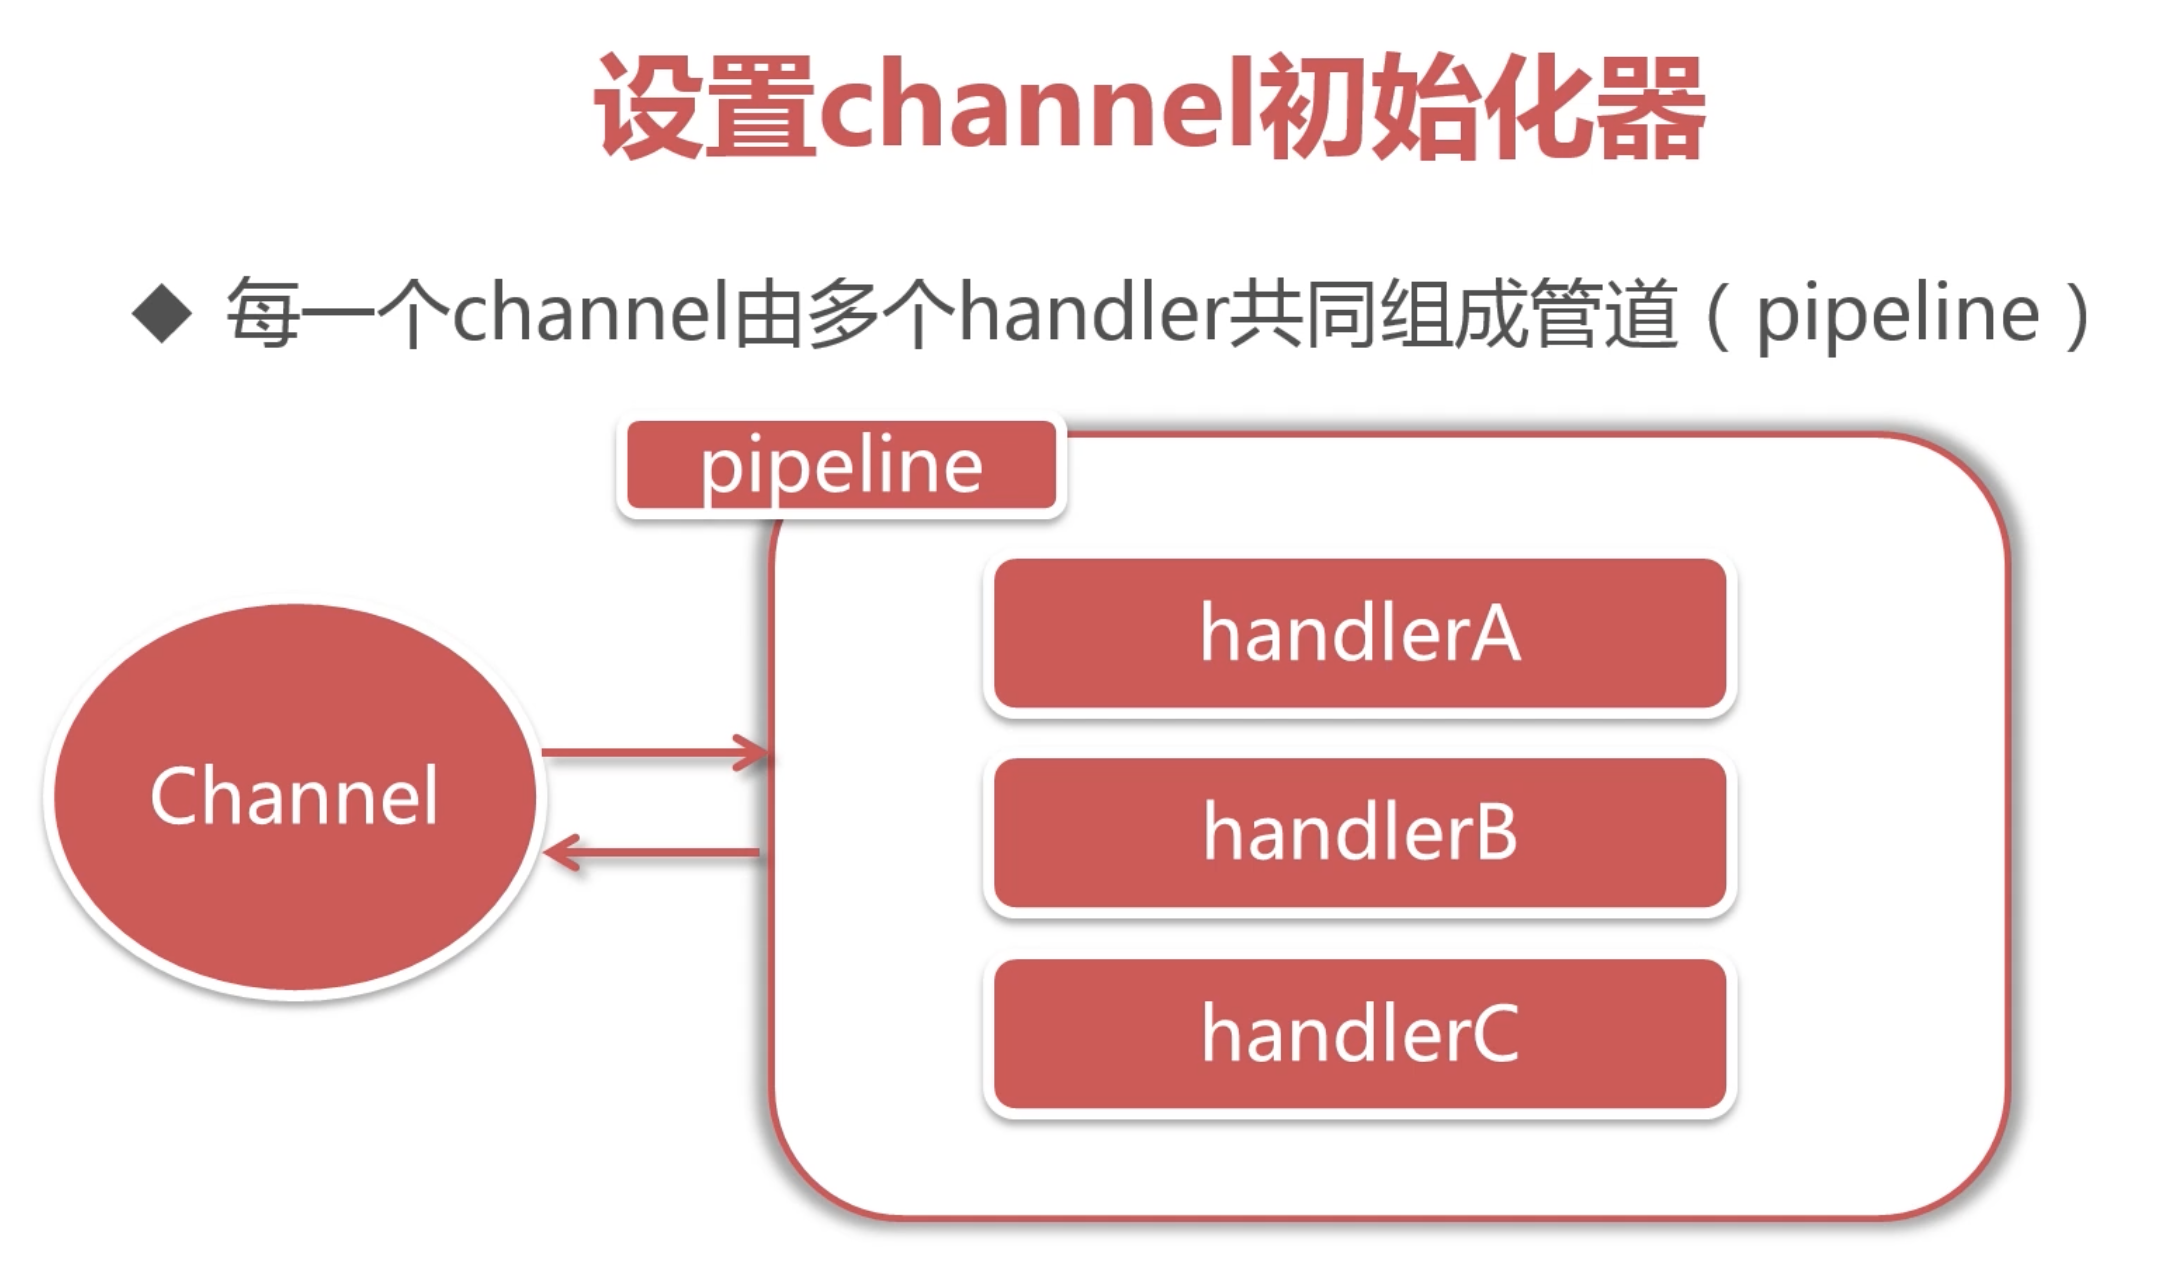 设置channel初始化器
每一个channel由多个handler共同组成管道（pipeline）
pipeline
handlerA
Channel
handlerB
handlerC